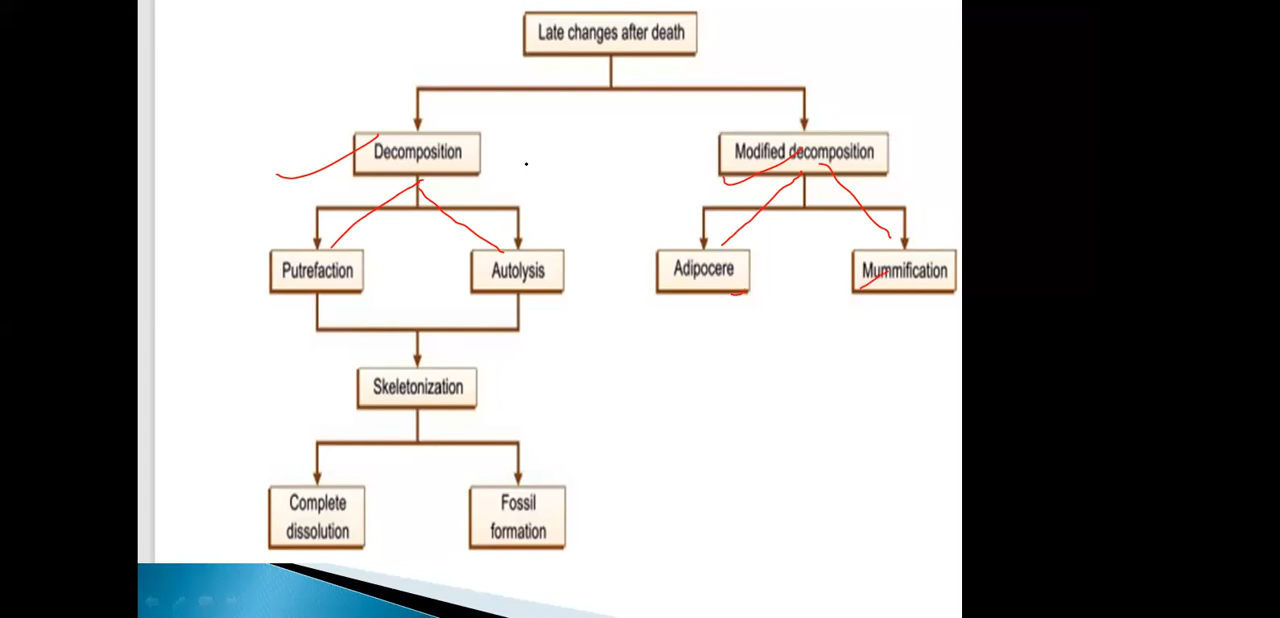 Late changes after death
Decomposition
Modified decomposition
Putrefaction
Autolysis
Adipocere
Mummification
Skeletonization
Complete
dissolution
Fossil
formation